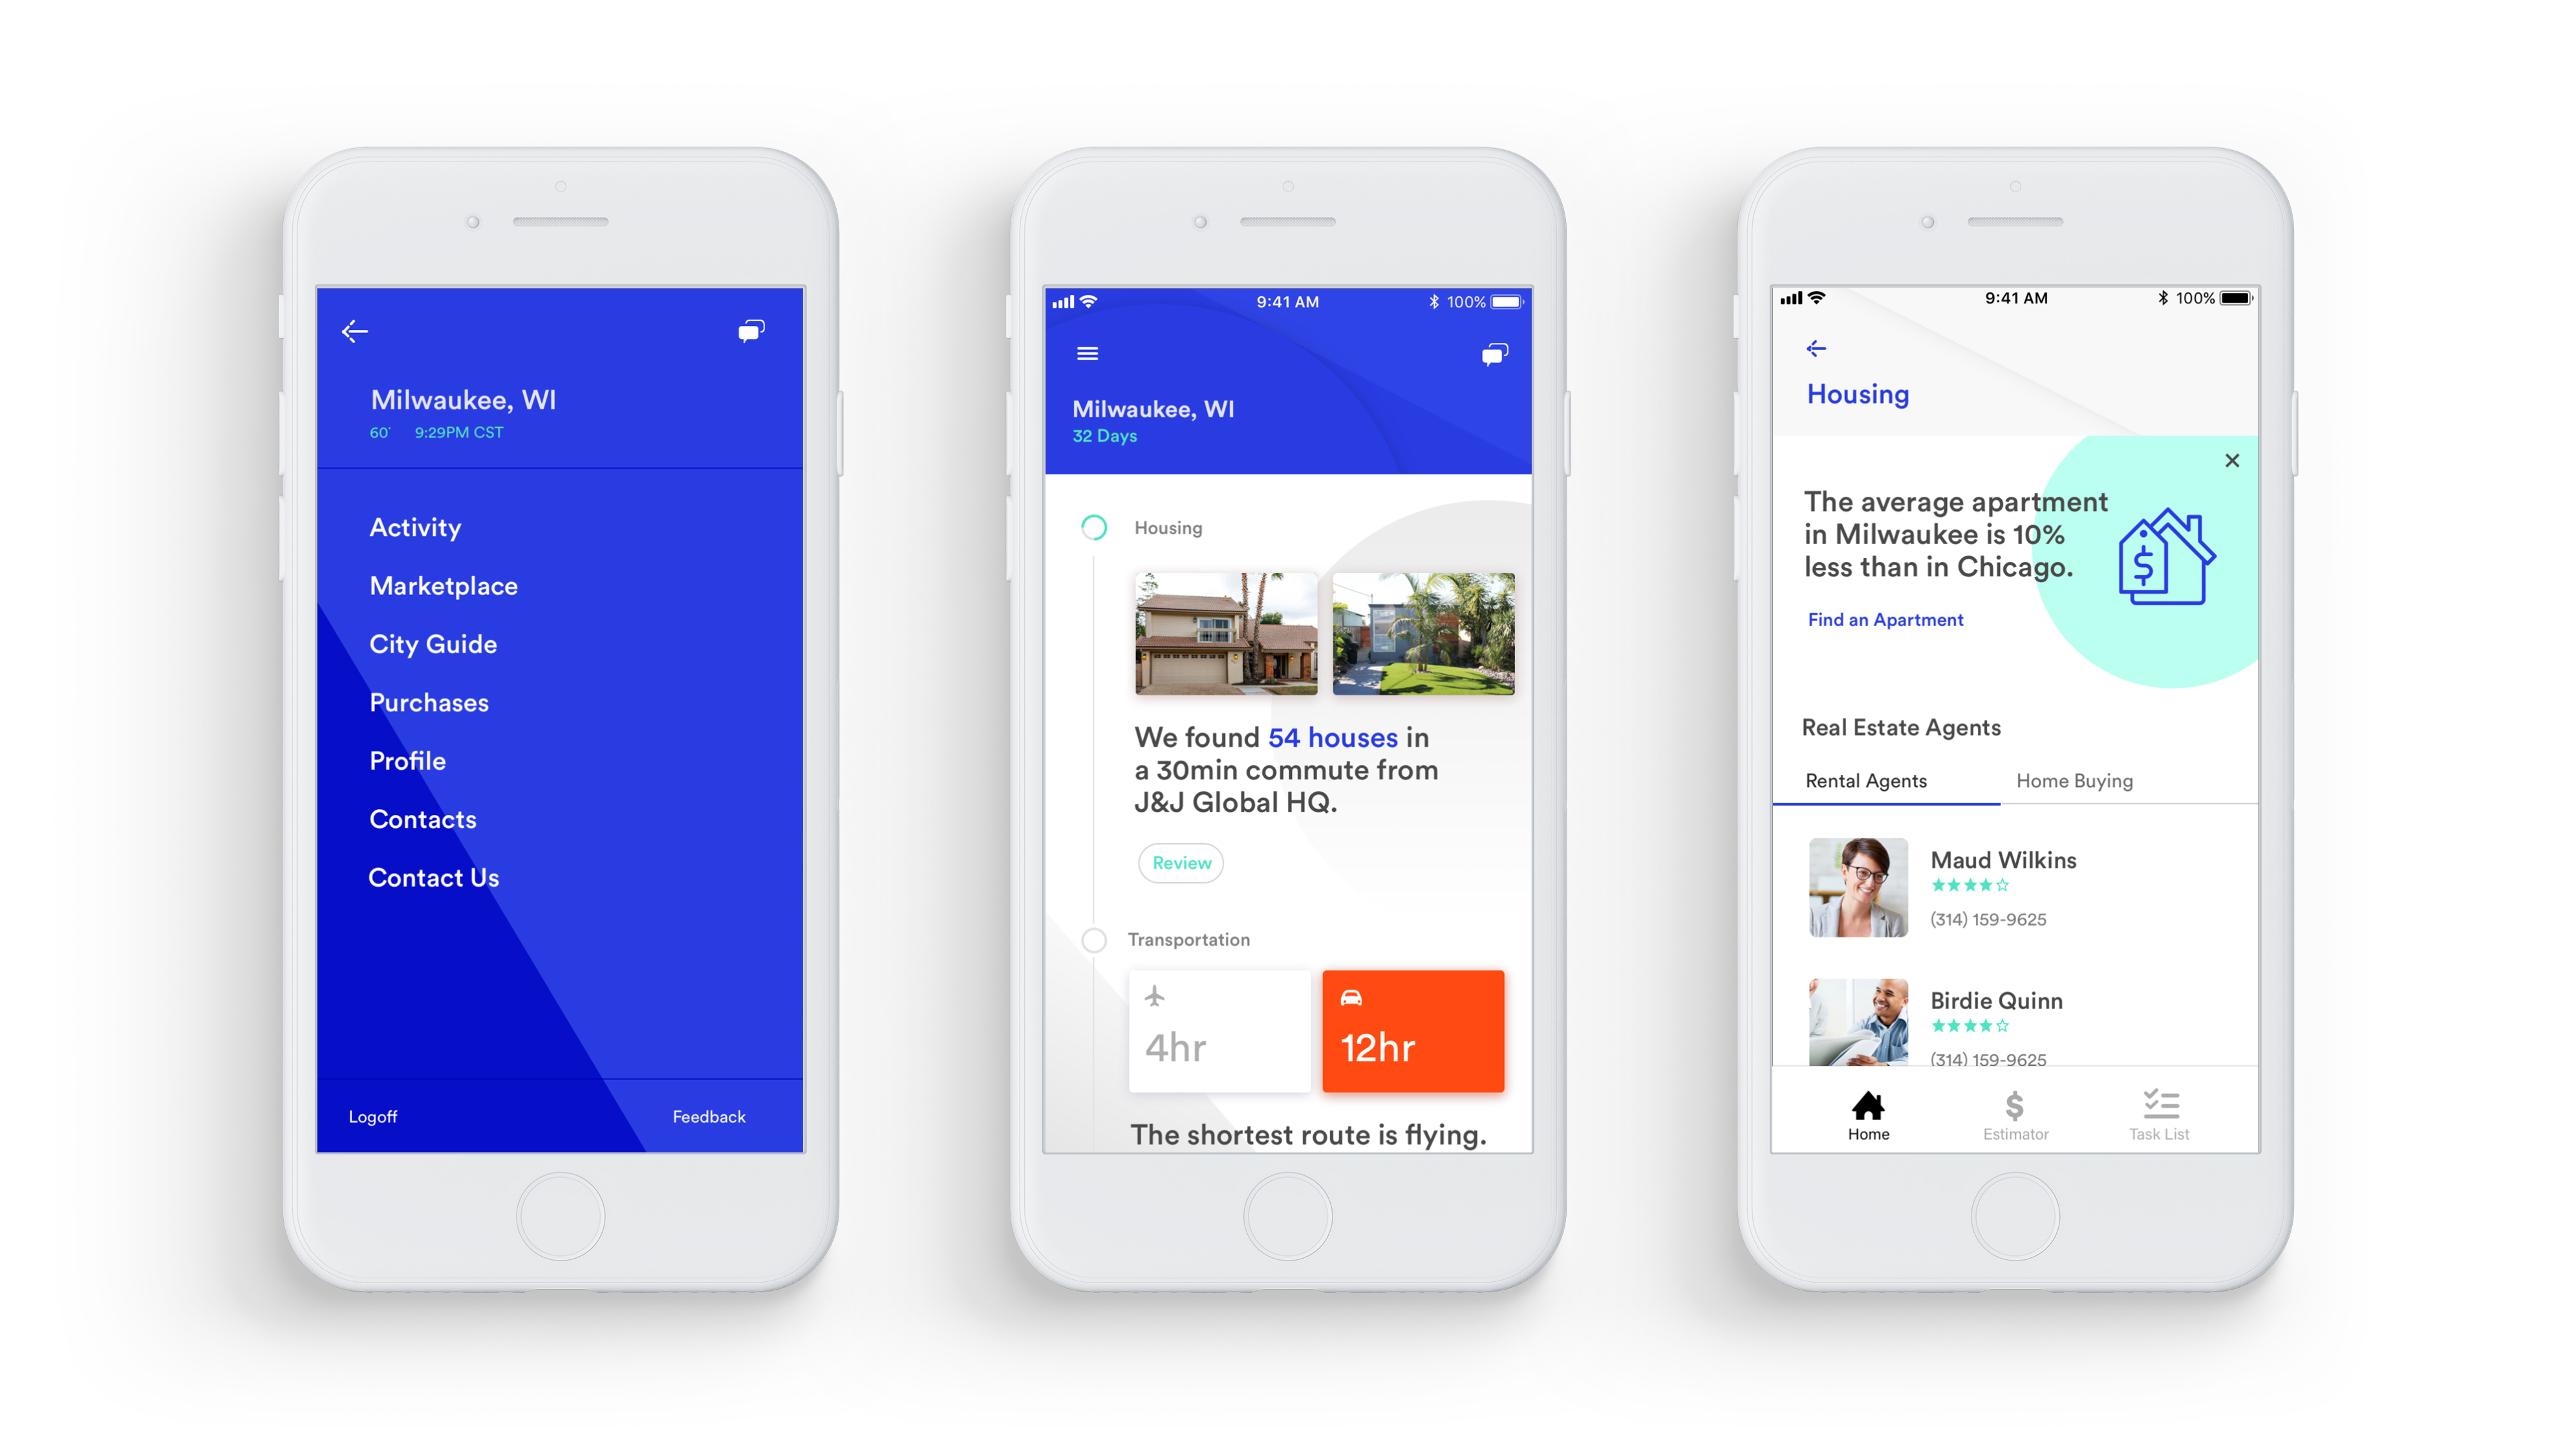 Milwaukee, WI
60° 9:29PM CST
Activity
Marketplace
City Guide
Purchases
Profile
Contacts
Contact Us
Logoff
Feedback
9:41 AM
100%
Milwaukee, WI
32 Days
Housing
We found 54 houses in
a 30min commute from
J&J Global HQ.
Review
Transportation
4hr
12hr
The shortest route is flying.
9:41 AM
100%
Housing
The average apartment
in Milwaukee is 10%
less than in Chicago.
$
Find an Apartment
Real Estate Agents
Rental Agents
Home Buying
Maud Wilkins
(314) 159-9625
Birdie Quinn
(314) 159-9625
$
Home
Estimator
Task List